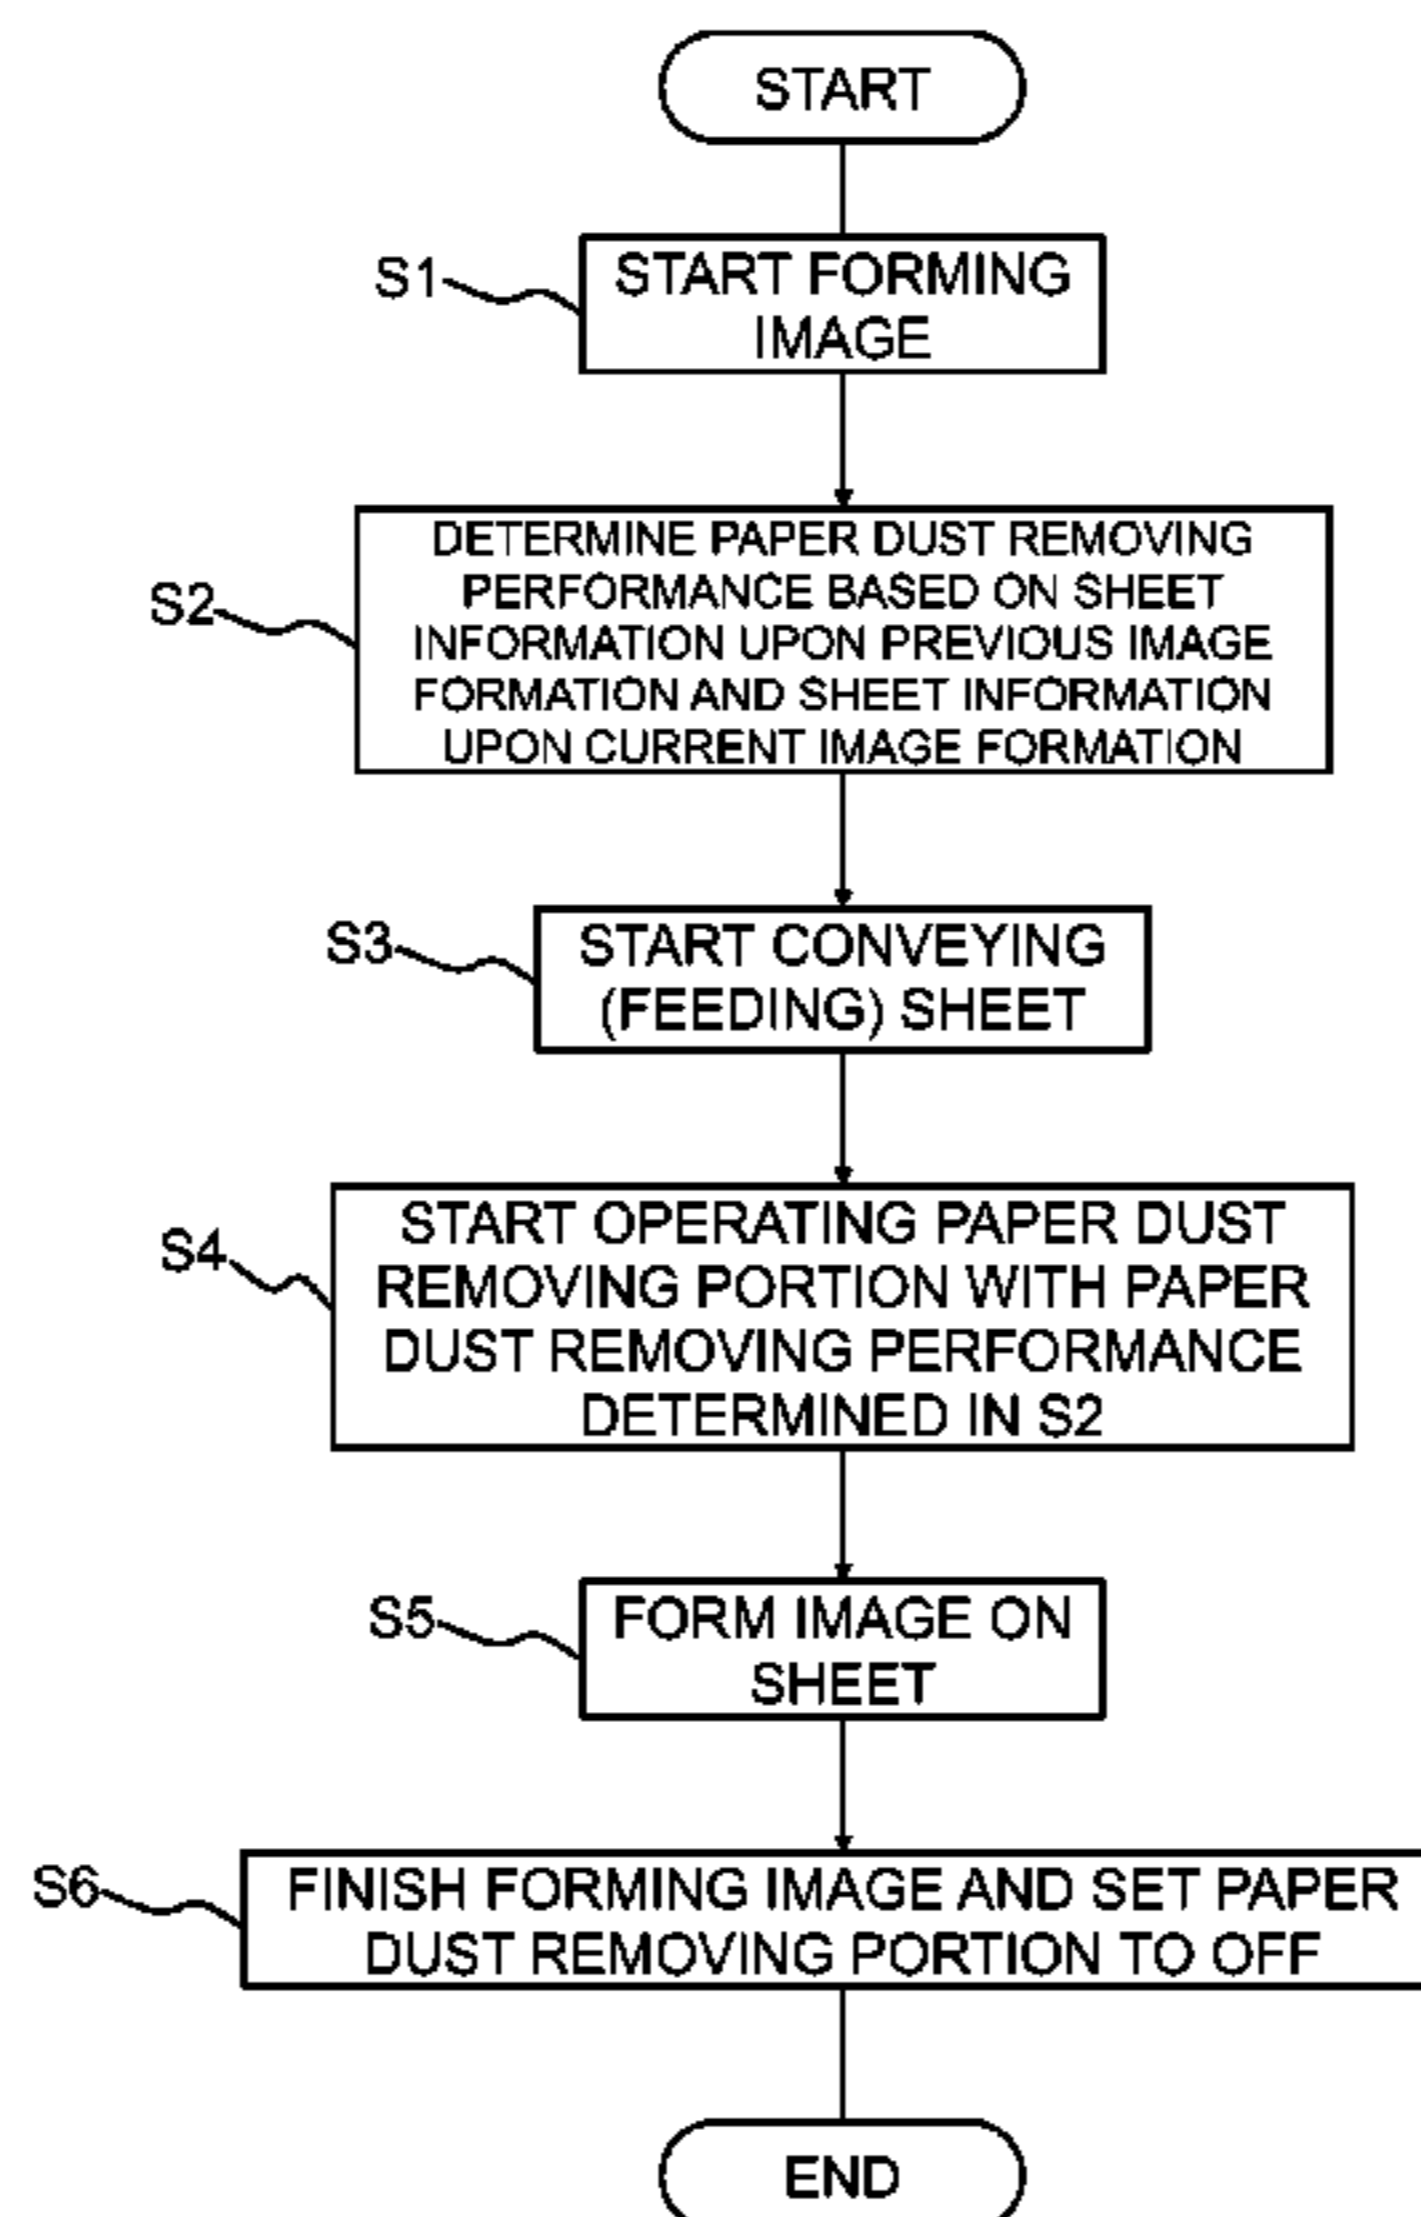 START
S1
START FORMING
IMAGE
S2
DETERMINE PAPER DUST REMOVING
PERFORMANCE BASED ON SHEET
INFORMATION UPON PREVIOUS IMAGE
FORMATION AND SHEET INFORMATION
UPON CURRENT IMAGE FORMATION
S3
START CONVEYING
(FEEDING) SHEET
S4
START OPERATING PAPER DUST
REMOVING PORTION WITH PAPER
DUST REMOVING PERFORMANCE
DETERMINED IN S2
S5
FORM IMAGE ON
SHEET
S6
FINISH FORMING IMAGE AND SET PAPER
DUST REMOVING PORTION TO OFF
END